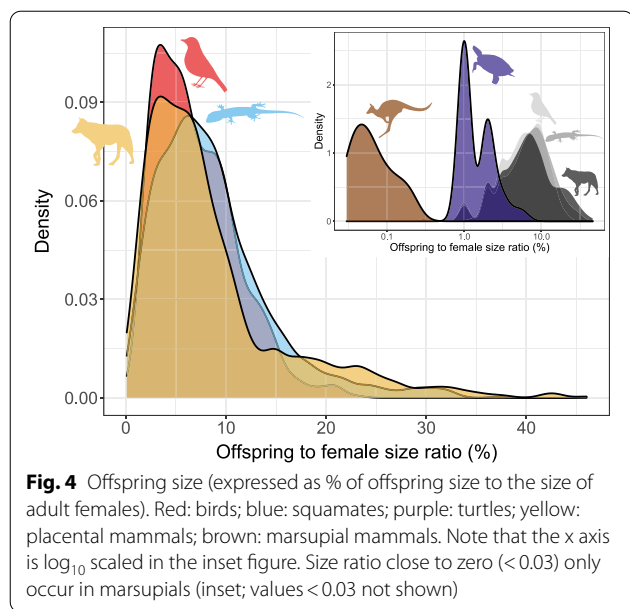 0.09
0.06
0.03
0.00
Density
0
10
20
30
40
Offspring to female size ratio (%)
2
1
0
Density
0.1
1.0
10.0
Offspring to female size ratio (%)
Fig. 4 Offspring size (expressed as % of offspring to the size of
adult females). Red: birds; blue: squamates; purple: turtles; yellow:
placental mammals; brown: marsupial mammals. Note that the x axis
is log10 scaled in the inset figure. Size ratio close to zero (< 0.03) only
occur in marsupials (inset; values < 0.03 not shown)